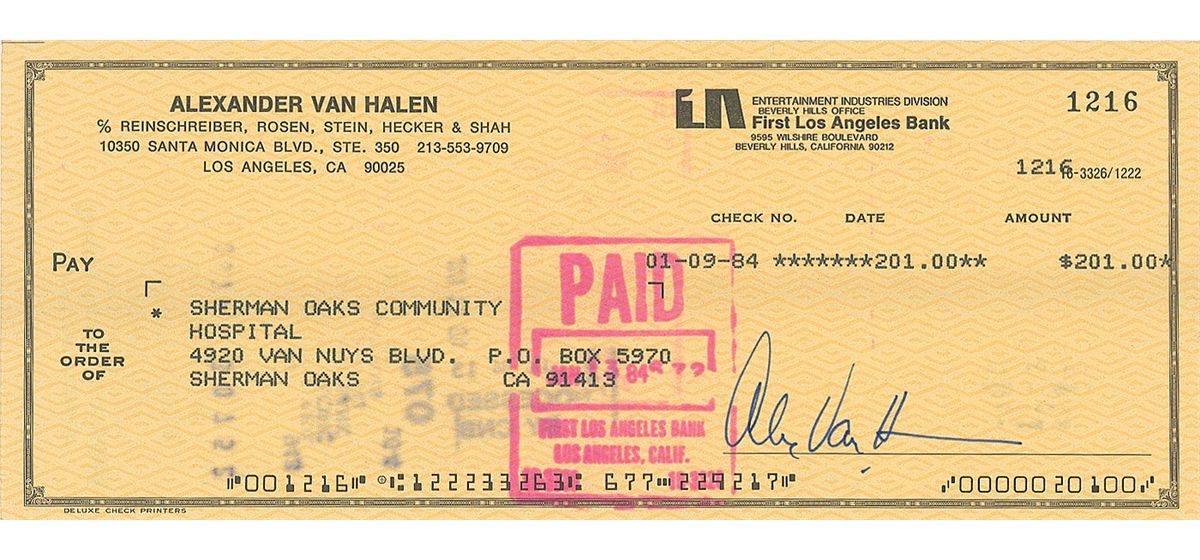 ALEXANDER VAN HALEN
℅ REINSCHREIBER, ROSEN, STEIN, HECKER & SHAH
10350 SANTA MONICA BLVD., STE. 350 213-553-9709
LOS ANGELES, CA 90025
ENTERTAINMENT INDUSTRIES DIVISION
BEVERLY HILLS OFFICE
First Los Angeles Bank
9595 WILSHIRE BOULEVARD
BEVERLY HILLS, CALIFORNIA 90212
1216
1216
16-3326/1222
CHECK NO. DATE AMOUNT
PAY
01-09-84 *******201.00** $201.00*
PAID
TO THE ORDER OF
* SHERMAN OAKS COMMUNITY
HOSPITAL
4920 VAN NUYS BLVD. P.O. BOX 5970
SHERMAN OAKS CA 91413
FIRST LOS ANGELES BANK
LOS ANGELES, CALIF.
Alex Van H
⑈001216⑈ ⑆122233263⑆ 677⑉229217⑈ ⑈0000020100⑈
DELUXE CHECK PRINTERS